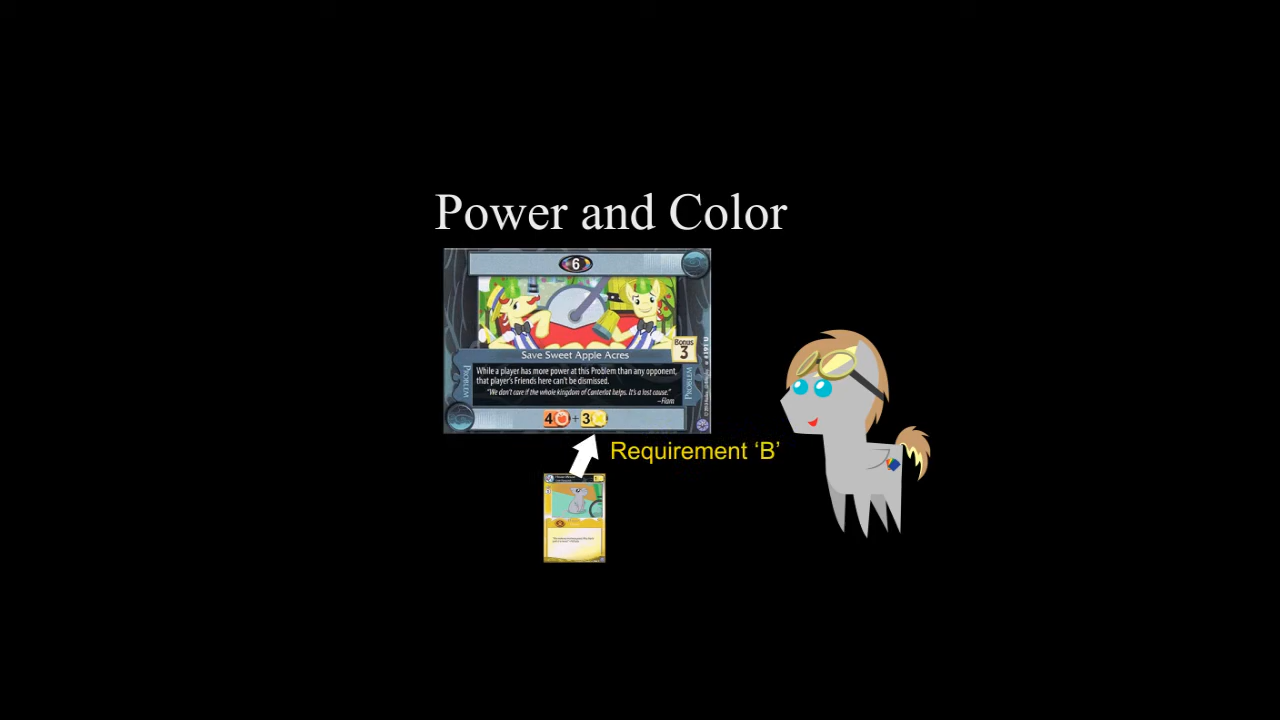 Power and Color
6
Bonus
3
Save Sweet Apple Acres
PROBLEM
While a player has more power at this Problem than any opponent,
that player's Friends here can't be dismissed.
"We don't care if the whole kingdom of Canterlot helps. It's a lost cause."
–Flam
PROBLEM
4 + 3
Requirement ‘B’